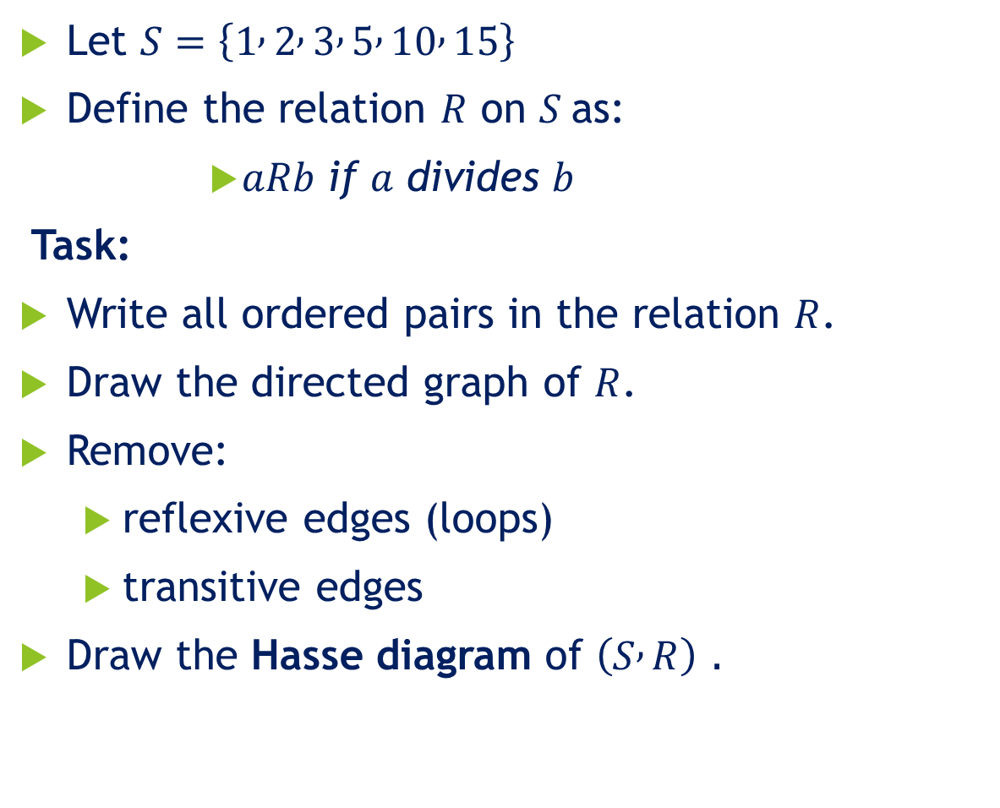 Let 𝑆 = {1, 2, 3, 5, 10, 15}
Define the relation 𝑅 on 𝑆 as:
𝑎𝑅𝑏 if 𝑎 divides 𝑏
Task:
Write all ordered pairs in the relation 𝑅.
Draw the directed graph of 𝑅.
Remove:
reflexive edges (loops)
transitive edges
Draw the Hasse diagram of (𝑆, 𝑅) .